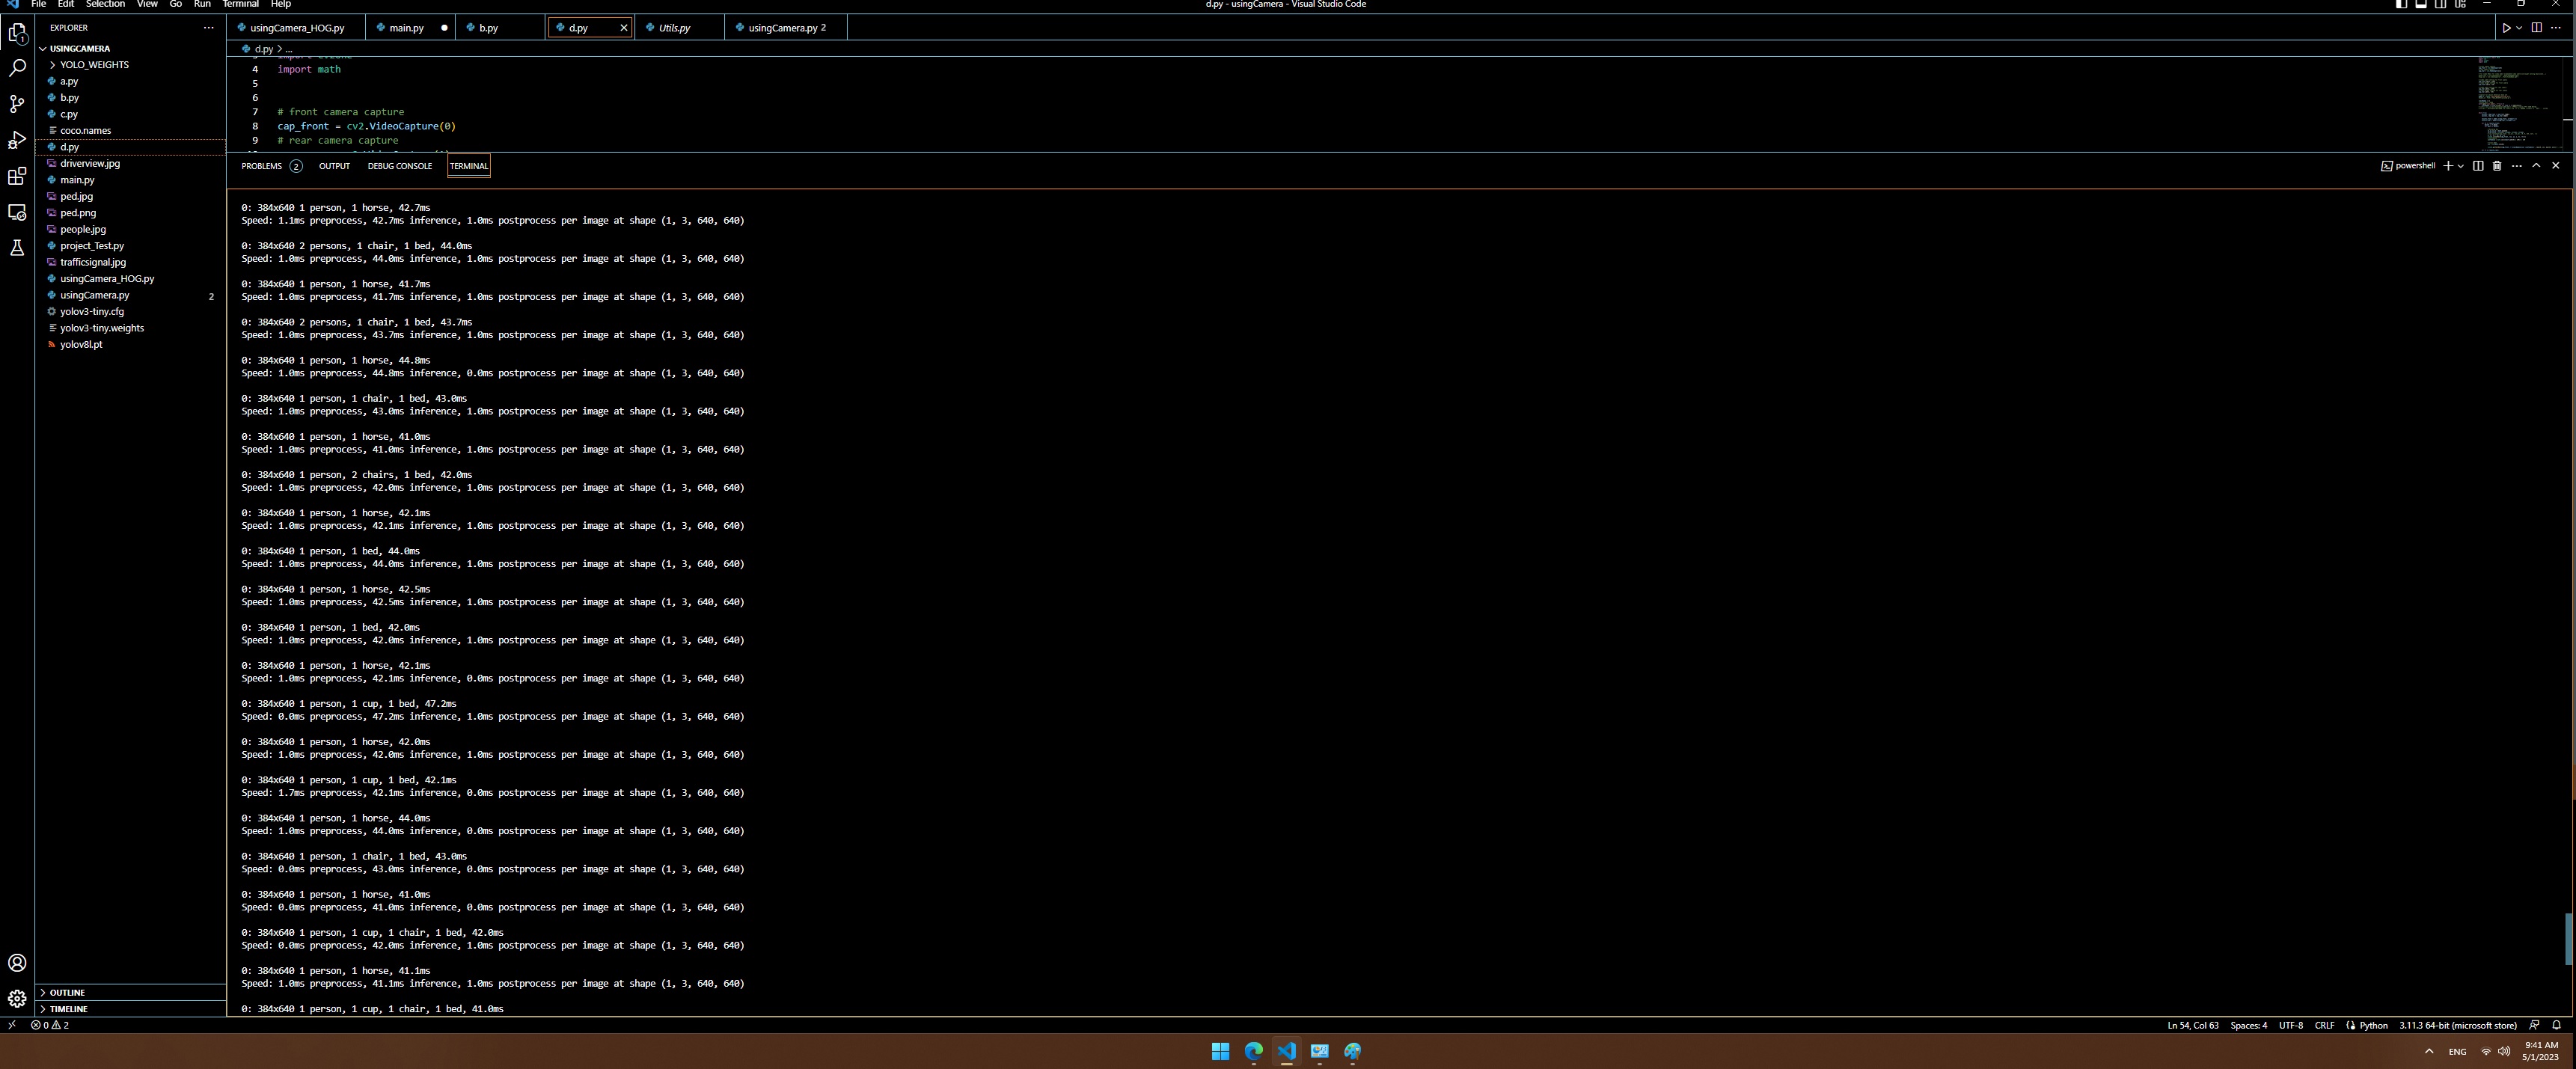 File Edit Selection View Go Run Terminal Help
d.py - usingCamera - Visual Studio Code
EXPLORER
USINGCAMERA
YOLO_WEIGHTS
a.py
b.py
c.py
coco.names
d.py
driverview.jpg
main.py
ped.jpg
ped.png
people.jpg
project_Test.py
trafficsignal.jpg
usingCamera_HOG.py
usingCamera.py 2
yolov3-tiny.cfg
yolov3-tiny.weights
yolov8l.pt
OUTLINE
TIMELINE
usingCamera_HOG.py main.py b.py d.py Utils.py usingCamera.py 2
d.py > ...
4 import math
5
6
7 # front camera capture
8 cap_front = cv2.VideoCapture(0)
9 # rear camera capture
PROBLEMS 2 OUTPUT DEBUG CONSOLE TERMINAL
powershell
0: 384x640 1 person, 1 horse, 42.7ms
Speed: 1.1ms preprocess, 42.7ms inference, 1.0ms postprocess per image at shape (1, 3, 640, 640)
0: 384x640 2 persons, 1 chair, 1 bed, 44.0ms
Speed: 1.0ms preprocess, 44.0ms inference, 1.0ms postprocess per image at shape (1, 3, 640, 640)
0: 384x640 1 person, 1 horse, 41.7ms
Speed: 1.0ms preprocess, 41.7ms inference, 1.0ms postprocess per image at shape (1, 3, 640, 640)
0: 384x640 2 persons, 1 chair, 1 bed, 43.7ms
Speed: 1.0ms preprocess, 43.7ms inference, 1.0ms postprocess per image at shape (1, 3, 640, 640)
0: 384x640 1 person, 1 horse, 44.8ms
Speed: 1.0ms preprocess, 44.8ms inference, 0.0ms postprocess per image at shape (1, 3, 640, 640)
0: 384x640 1 person, 1 chair, 1 bed, 43.0ms
Speed: 1.0ms preprocess, 43.0ms inference, 1.0ms postprocess per image at shape (1, 3, 640, 640)
0: 384x640 1 person, 1 horse, 41.0ms
Speed: 1.0ms preprocess, 41.0ms inference, 1.0ms postprocess per image at shape (1, 3, 640, 640)
0: 384x640 1 person, 2 chairs, 1 bed, 42.0ms
Speed: 1.0ms preprocess, 42.0ms inference, 1.0ms postprocess per image at shape (1, 3, 640, 640)
0: 384x640 1 person, 1 horse, 42.1ms
Speed: 1.0ms preprocess, 42.1ms inference, 1.0ms postprocess per image at shape (1, 3, 640, 640)
0: 384x640 1 person, 1 bed, 44.0ms
Speed: 1.0ms preprocess, 44.0ms inference, 1.0ms postprocess per image at shape (1, 3, 640, 640)
0: 384x640 1 person, 1 horse, 42.5ms
Speed: 1.0ms preprocess, 42.5ms inference, 1.0ms postprocess per image at shape (1, 3, 640, 640)
0: 384x640 1 person, 1 bed, 42.0ms
Speed: 1.0ms preprocess, 42.0ms inference, 1.0ms postprocess per image at shape (1, 3, 640, 640)
0: 384x640 1 person, 1 horse, 42.1ms
Speed: 1.0ms preprocess, 42.1ms inference, 0.0ms postprocess per image at shape (1, 3, 640, 640)
0: 384x640 1 person, 1 cup, 1 bed, 47.2ms
Speed: 0.0ms preprocess, 47.2ms inference, 1.0ms postprocess per image at shape (1, 3, 640, 640)
0: 384x640 1 person, 1 horse, 42.0ms
Speed: 1.0ms preprocess, 42.0ms inference, 1.0ms postprocess per image at shape (1, 3, 640, 640)
0: 384x640 1 person, 1 cup, 1 bed, 42.1ms
Speed: 1.7ms preprocess, 42.1ms inference, 0.0ms postprocess per image at shape (1, 3, 640, 640)
0: 384x640 1 person, 1 horse, 44.0ms
Speed: 1.0ms preprocess, 44.0ms inference, 0.0ms postprocess per image at shape (1, 3, 640, 640)
0: 384x640 1 person, 1 chair, 1 bed, 43.0ms
Speed: 0.0ms preprocess, 43.0ms inference, 0.0ms postprocess per image at shape (1, 3, 640, 640)
0: 384x640 1 person, 1 horse, 41.0ms
Speed: 0.0ms preprocess, 41.0ms inference, 0.0ms postprocess per image at shape (1, 3, 640, 640)
0: 384x640 1 person, 1 cup, 1 chair, 1 bed, 42.0ms
Speed: 0.0ms preprocess, 42.0ms inference, 1.0ms postprocess per image at shape (1, 3, 640, 640)
0: 384x640 1 person, 1 horse, 41.1ms
Speed: 1.0ms preprocess, 41.1ms inference, 1.0ms postprocess per image at shape (1, 3, 640, 640)
0: 384x640 1 person, 1 cup, 1 chair, 1 bed, 41.0ms
0 2
Ln 54, Col 63 Spaces: 4 UTF-8 CRLF Python 3.11.3 64-bit (microsoft store)
ENG
9:41 AM
5/1/2023